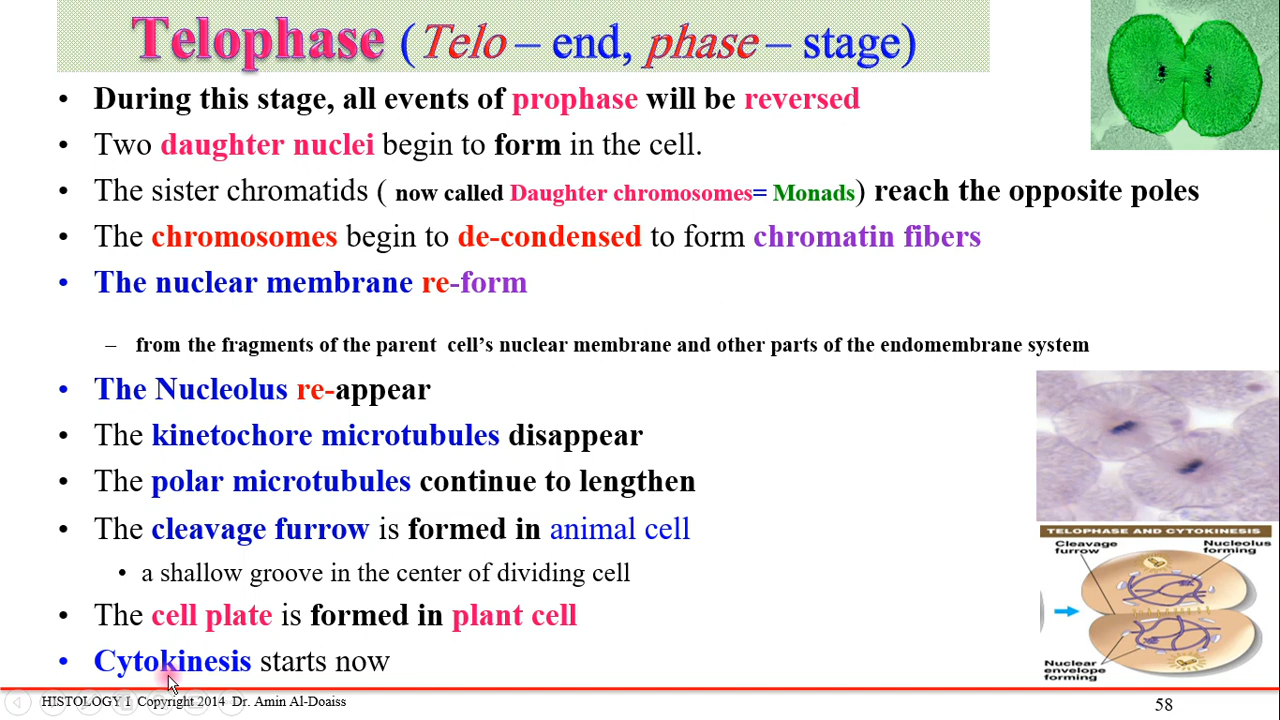 Telophase (Telo – end, phase – stage)
• During this stage, all events of prophase will be reversed
• Two daughter nuclei begin to form in the cell.
• The sister chromatids ( now called Daughter chromosomes= Monads) reach the opposite poles
• The chromosomes begin to de-condensed to form chromatin fibers
• The nuclear membrane re-form
– from the fragments of the parent cell's nuclear membrane and other parts of the endomembrane system
• The Nucleolus re-appear
• The kinetochore microtubules disappear
• The polar microtubules continue to lengthen
• The cleavage furrow is formed in animal cell
• a shallow groove in the center of dividing cell
• The cell plate is formed in plant cell
• Cytokinesis starts now
TELOPHASE AND CYTOKINESIS
Cleavage
furrow
Nucleolus
forming
Nuclear
envelope
forming
HISTOLOGY I Copyright 2014 Dr. Amin Al-Doaiss
58